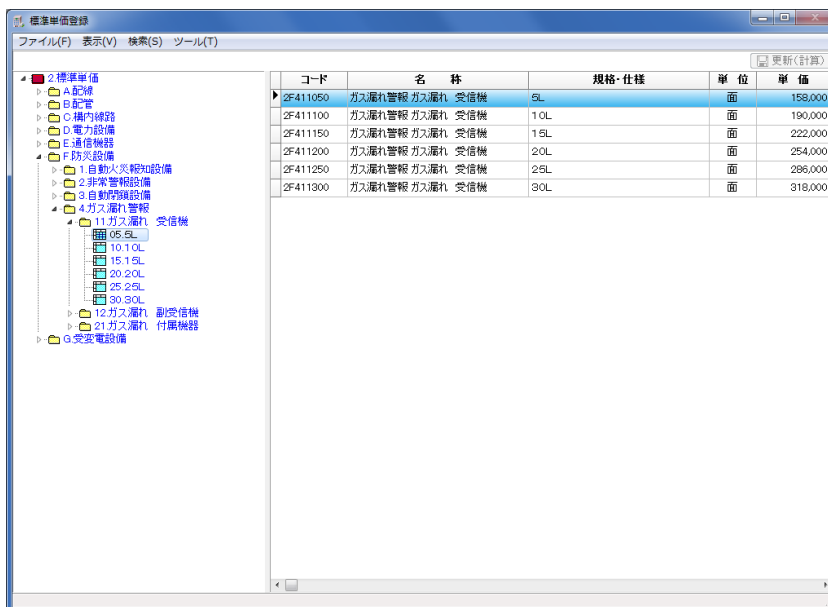 標準単価登録
ファイル(F) 表示(V) 検索(S) ツール(T)
更新(計算)
2.標準単価
A.配線
B.配管
C.構内線路
D.電力設備
E.通信機器
F.防災設備
1.自動火災報知設備
2.非常警報設備
3.自動閉鎖設備
4.ガス漏れ警報
11.ガス漏れ 受信機
05.5L
10.10L
15.15L
20.20L
25.25L
30.30L
12.ガス漏れ 副受信機
21.ガス漏れ 付属機器
G.受変電設備
コード 名 称 規格・仕様 単 位 単 価
2F411050 ガス漏れ警報 ガス漏れ 受信機 5L 面 158,000
2F411100 ガス漏れ警報 ガス漏れ 受信機 10L 面 190,000
2F411150 ガス漏れ警報 ガス漏れ 受信機 15L 面 222,000
2F411200 ガス漏れ警報 ガス漏れ 受信機 20L 面 254,000
2F411250 ガス漏れ警報 ガス漏れ 受信機 25L 面 286,000
2F411300 ガス漏れ警報 ガス漏れ 受信機 30L 面 318,000